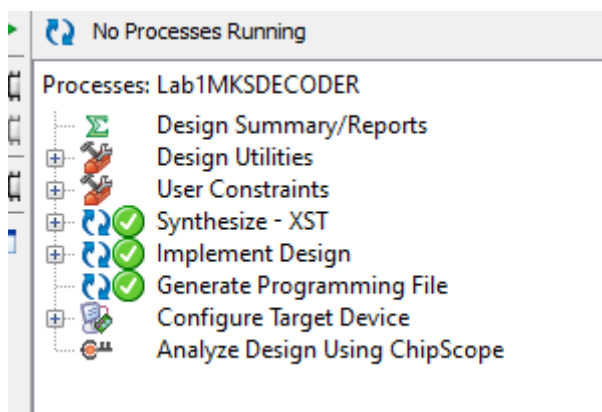 No Processes Running
Processes: Lab1MKSDECODER
Design Summary/Reports
Design Utilities
User Constraints
Synthesize - XST
Implement Design
Generate Programming File
Configure Target Device
Analyze Design Using ChipScope